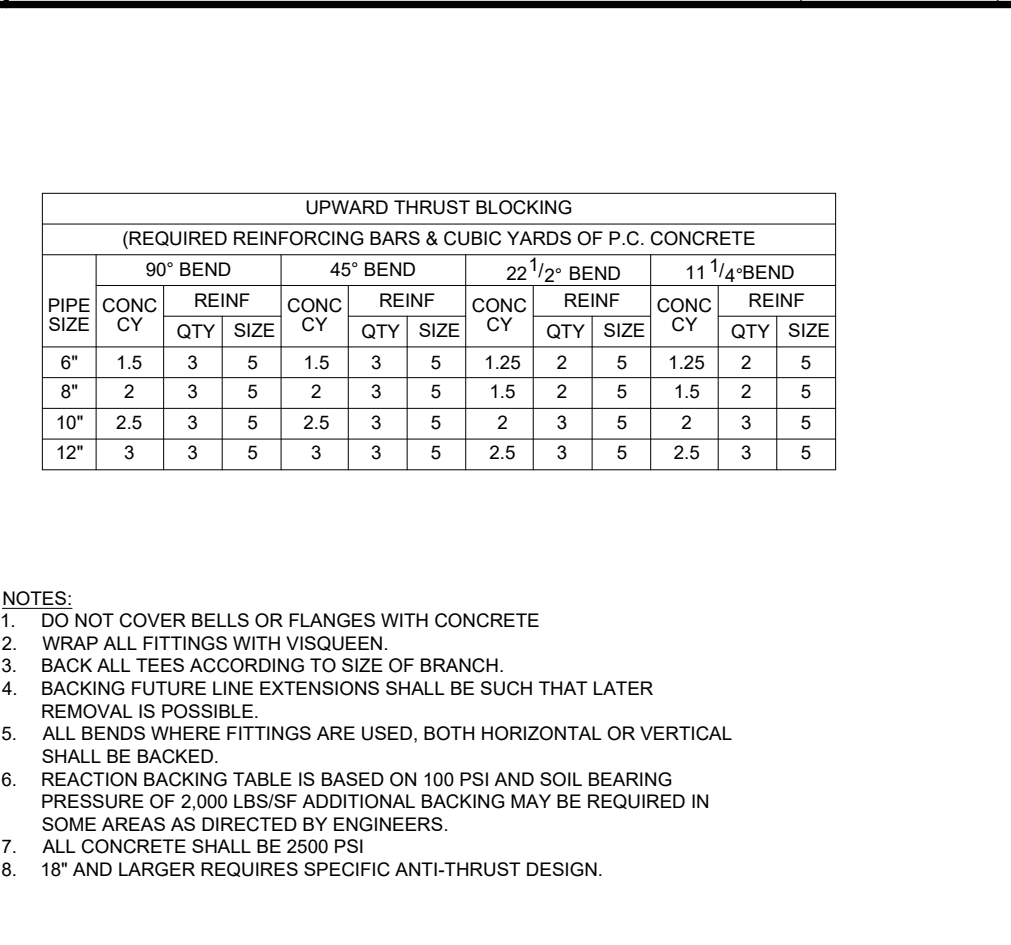 UPWARD THRUST BLOCKING
(REQUIRED REINFORCING BARS & CUBIC YARDS OF P.C. CONCRETE
90° BEND 45° BEND 22 1/2° BEND 11 1/4°BEND
PIPE SIZE CONC CY REINF CONC CY REINF CONC CY REINF CONC CY REINF
QTY SIZE QTY SIZE QTY SIZE QTY SIZE
6" 1.5 3 5 1.5 3 5 1.25 2 5 1.25 2 5
8" 2 3 5 2 3 5 1.5 2 5 1.5 2 5
10" 2.5 3 5 2.5 3 5 2 3 5 2 3 5
12" 3 3 5 3 3 5 2.5 3 5 2.5 3 5
NOTES:
1. DO NOT COVER BELLS OR FLANGES WITH CONCRETE
2. WRAP ALL FITTINGS WITH VISQUEEN.
3. BACK ALL TEES ACCORDING TO SIZE OF BRANCH.
4. BACKING FUTURE LINE EXTENSIONS SHALL BE SUCH THAT LATER
REMOVAL IS POSSIBLE.
5. ALL BENDS WHERE FITTINGS ARE USED, BOTH HORIZONTAL OR VERTICAL
SHALL BE BACKED.
6. REACTION BACKING TABLE IS BASED ON 100 PSI AND SOIL BEARING
PRESSURE OF 2,000 LBS/SF ADDITIONAL BACKING MAY BE REQUIRED IN
SOME AREAS AS DIRECTED BY ENGINEERS.
7. ALL CONCRETE SHALL BE 2500 PSI
8. 18" AND LARGER REQUIRES SPECIFIC ANTI-THRUST DESIGN.